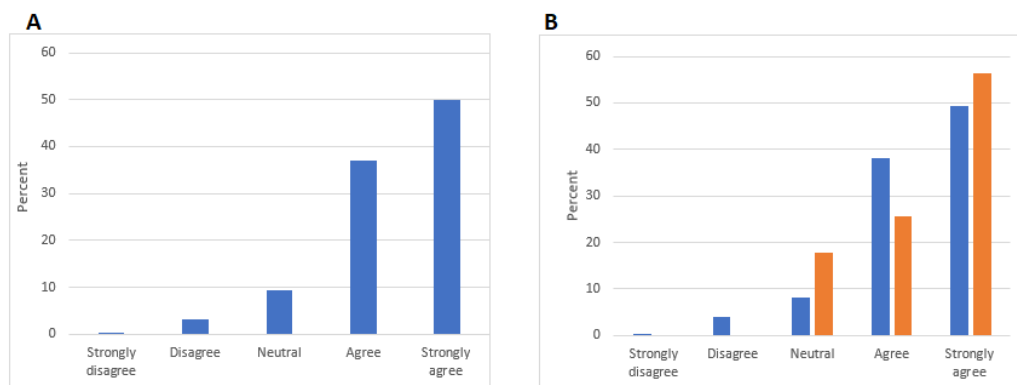 A
60
50
40
30
20
10
0
Percent
Strongly
disagree
Disagree
Neutral
Agree
Strongly
agree
B
60
50
40
30
20
10
0
Percent
Strongly
disagree
Disagree
Neutral
Agree
Strongly
agree